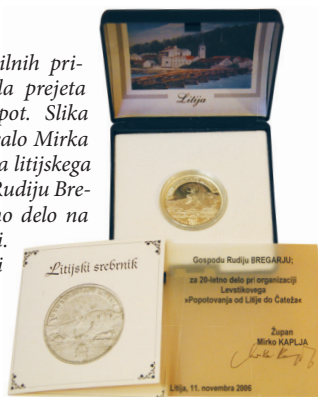 ilnih pri-
la prejeta
pot. Slika
alo Mirka
a litijskega
Rudiju Bre-
no delo na
i.
i
Litija
Litijski srebrnik
Gospodu Rudiju BREGARJU;
za 20-letno delo pri organizaciji
Levstikovega
»Popotovanja od Litije do Čateža«
Župan
Mirko KAPLJA
Litija, 11. novembra 2006